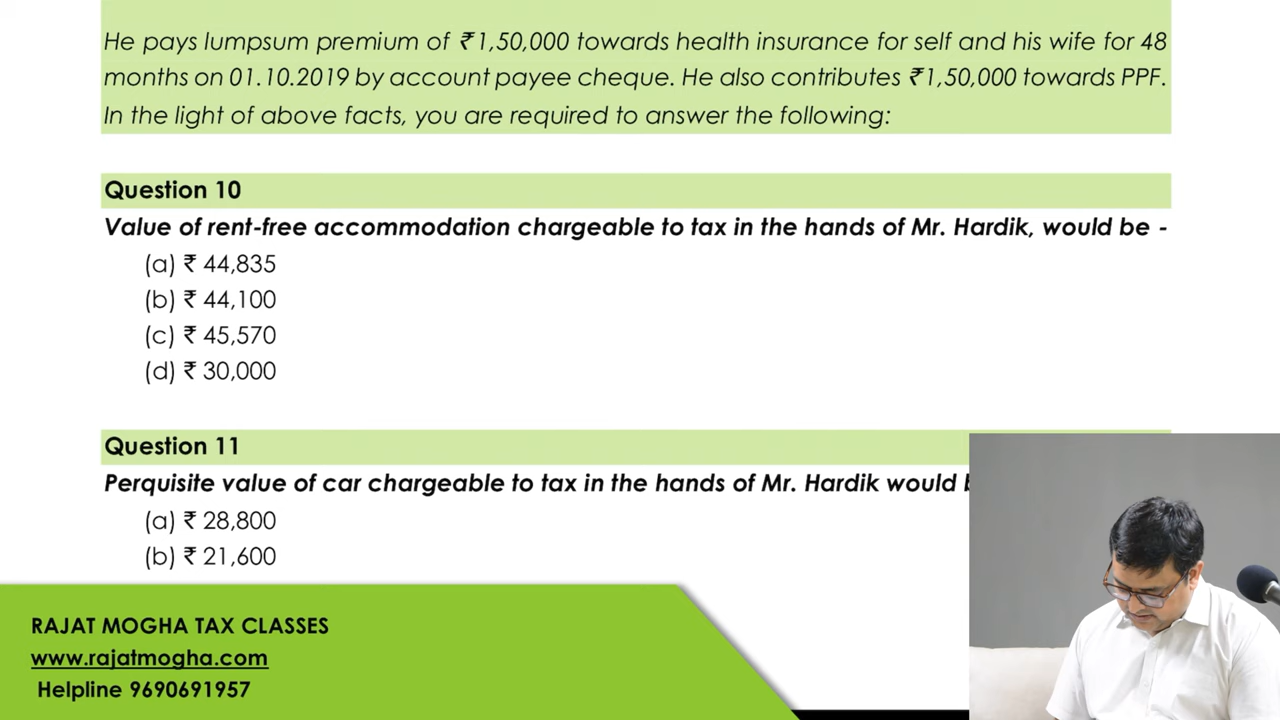 He pays lumpsum premium of ₹1,50,000 towards health insurance for self and his wife for 48
months on 01.10.2019 by account payee cheque. He also contributes ₹1,50,000 towards PPF.
In the light of above facts, you are required to answer the following:
Question 10
Value of rent-free accommodation chargeable to tax in the hands of Mr. Hardik, would be -
(a) ₹ 44,835
(b) ₹ 44,100
(c) ₹ 45,570
(d) ₹ 30,000
Question 11
Perquisite value of car chargeable to tax in the hands of Mr. Hardik would
(a) ₹ 28,800
(b) ₹ 21,600
RAJAT MOGHA TAX CLASSES
www.rajatmogha.com
Helpline 9690691957